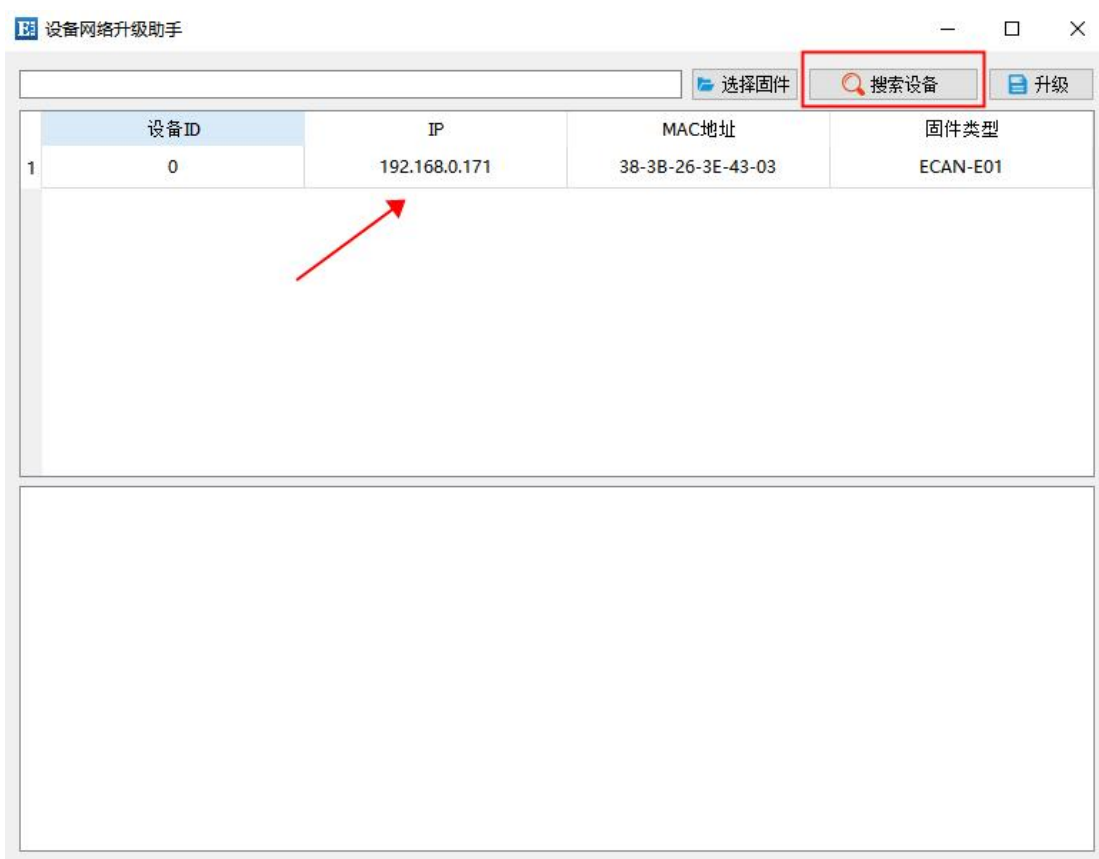 设备网络升级助手
选择固件 搜索设备 升级
设备ID IP MAC地址 固件类型
1 0 192.168.0.171 38-3B-26-3E-43-03 ECAN-E01